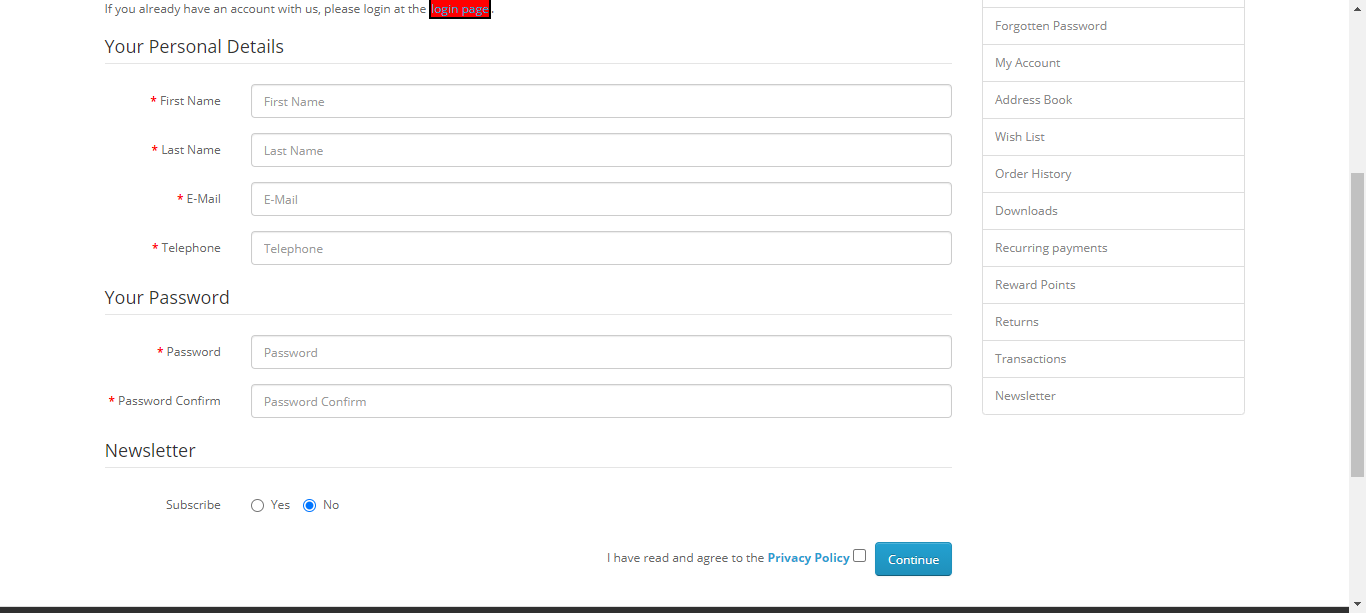 If you already have an account with us, please login at the login page.
Your Personal Details
* First Name
First Name
* Last Name
Last Name
* E-Mail
E-Mail
* Telephone
Telephone
Your Password
* Password
Password
* Password Confirm
Password Confirm
Newsletter
Subscribe
Yes
No
I have read and agree to the Privacy Policy
Continue
Forgotten Password
My Account
Address Book
Wish List
Order History
Downloads
Recurring payments
Reward Points
Returns
Transactions
Newsletter